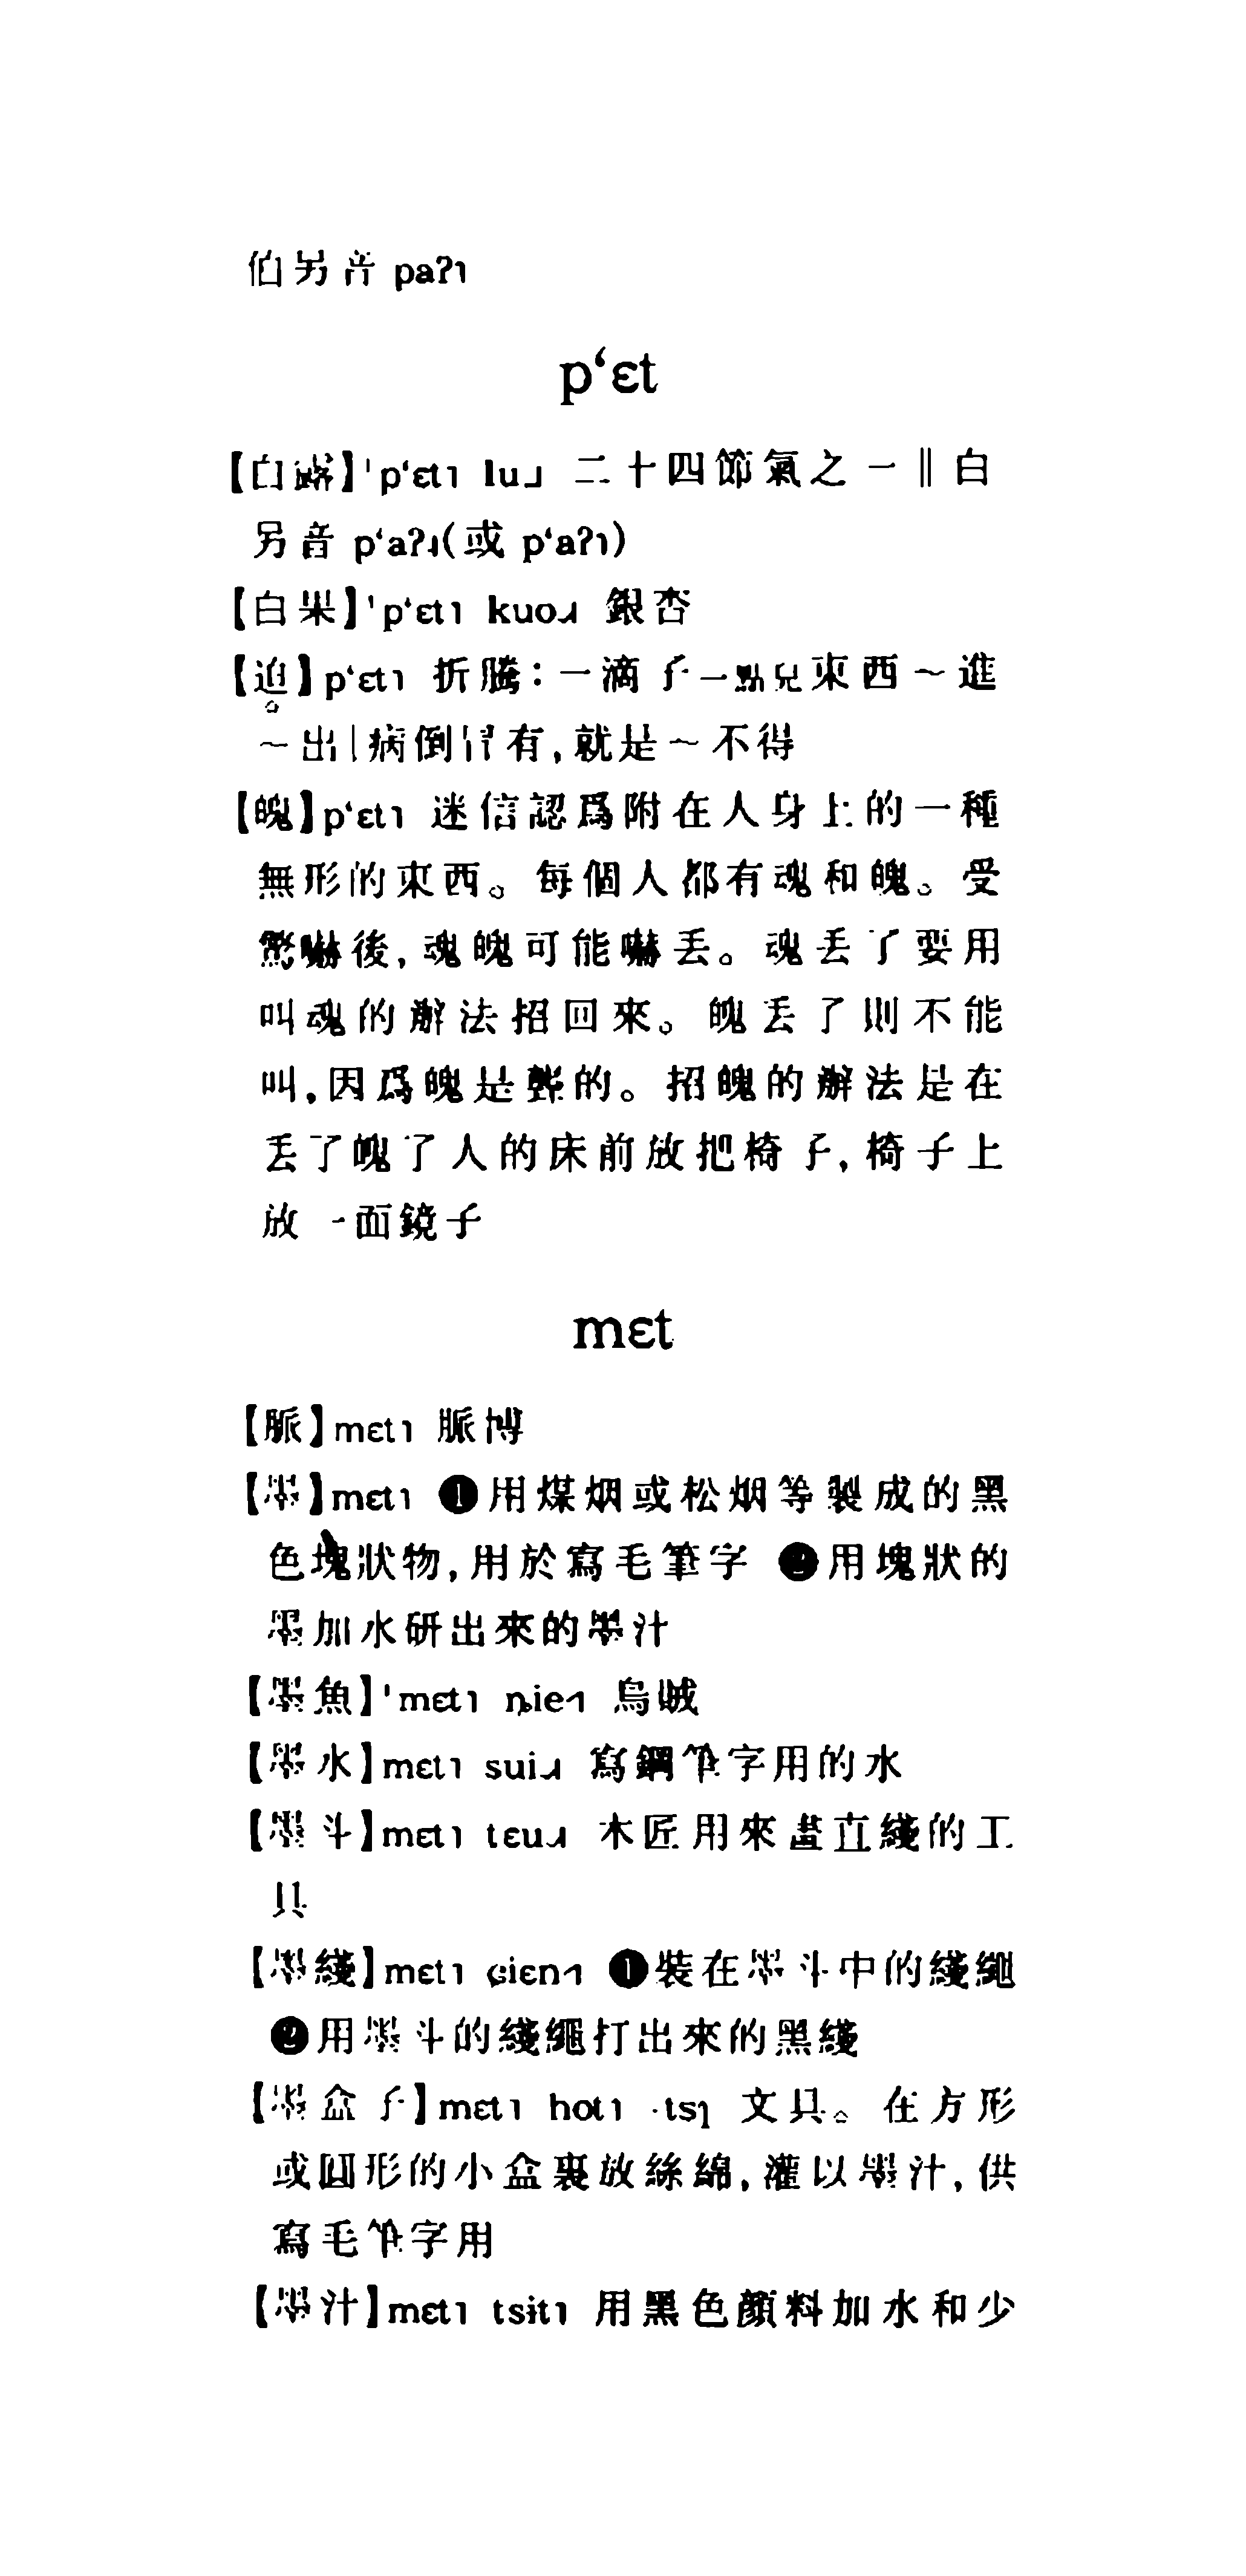 伯另音 paʔ˥
p‘ɛt
【白露】ˈp‘ɛt˥ lu˩ 二十四節氣之一‖白
另音 p‘aʔ˨(或 p‘aʔ˥)
【白果】ˈp‘ɛt˥ kuo˨ 銀杏
【迫】p‘ɛt˥ 折騰：一滴子一點兒東西～進
～出｜病倒冇有，就是～不得
【魄】p‘ɛt˥ 迷信認爲附在人身上的一種
無形的東西。每個人都有魂和魄。受
驚嚇後，魂魄可能嚇丢。魂丢了要用
叫魂的辦法招回來。魄丢了則不能
叫，因爲魄是聾的。招魄的辦法是在
丢了魄了人的床前放把椅子，椅子上
放一面鏡子
mɛt
【脈】mɛt˥ 脈博
【墨】mɛt˥ ❶用煤烟或松烟等製成的黑
色塊狀物，用於寫毛筆字 ❷用塊狀的
墨加水研出來的墨汁
【墨魚】ˈmɛt˥ ȵie˦ 烏賊
【墨水】mɛt˥ sui˨ 寫鋼筆字用的水
【墨斗】mɛt˥ tɛu˨ 木匠用來畫直綫的工
具
【墨綫】mɛt˥ ɕiɛn˦ ❶裝在墨斗中的綫繩
❷用墨斗的綫繩打出來的黑綫
【墨盒子】mɛt˥ hot˥ ·tsʅ 文具。在方形
或圓形的小盒裏放絲綿，灌以墨汁，供
寫毛筆字用
【墨汁】mɛt˥ tsit˥ 用黑色顔料加水和少